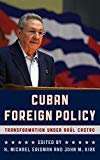 CUBAN
FOREIGN
POLICY
TRANSFORMATION UNDER RAÚL CASTRO
EDITED BY
H. MICHAEL ERISMAN AND JOHN M. KIRK